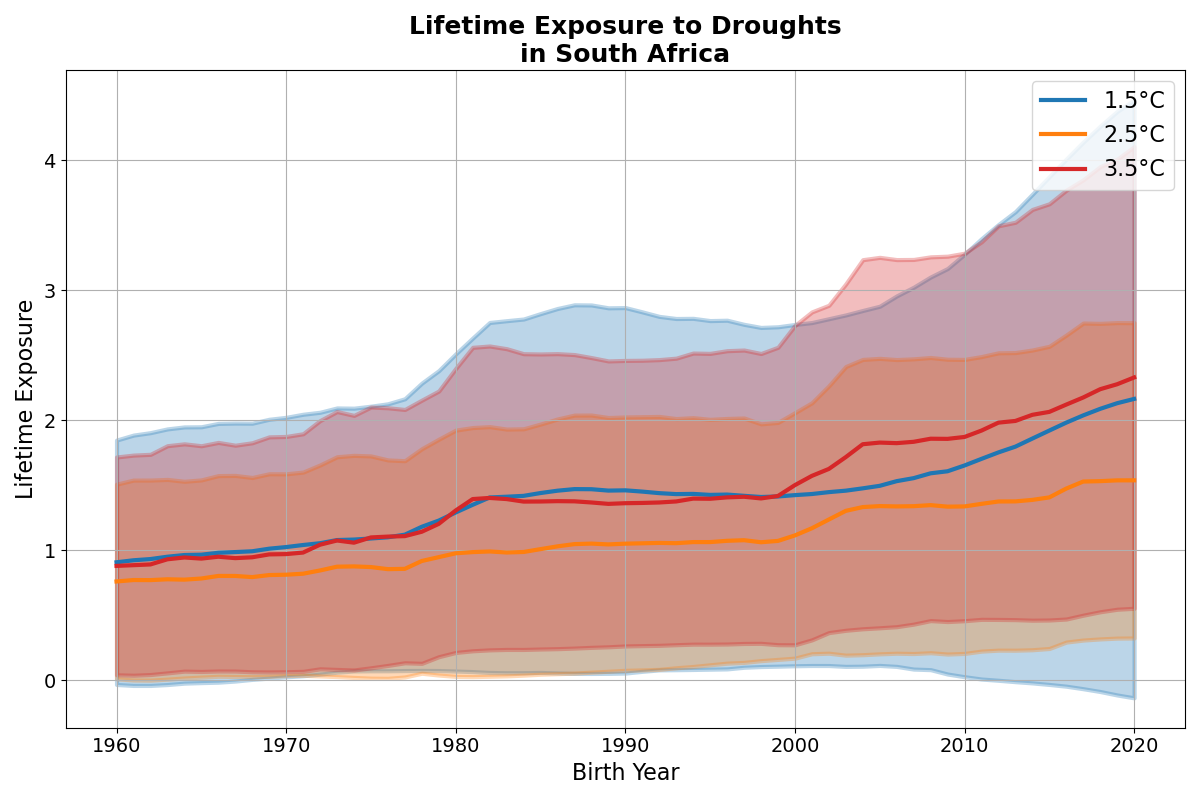 Lifetime Exposure to Droughts
in South Africa
1.5°C
2.5°C
3.5°C
Lifetime Exposure
4
3
2
1
0
1960 1970 1980 1990 2000 2010 2020
Birth Year